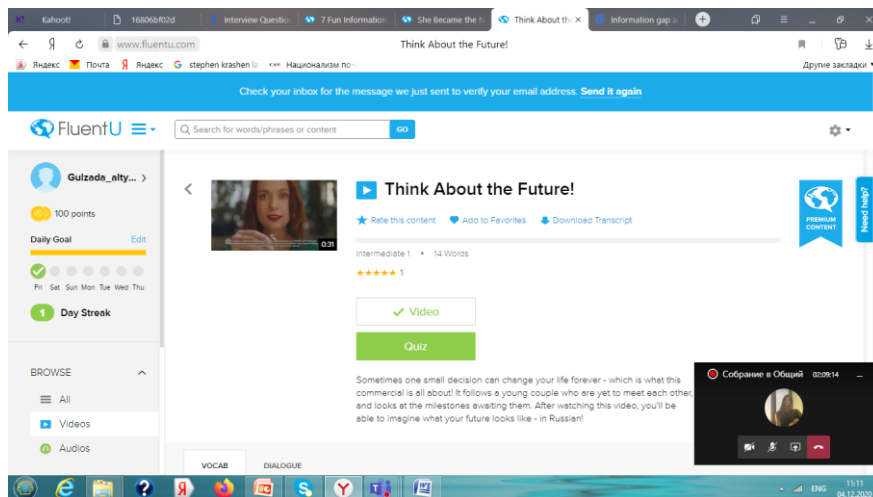 Kahoot!
16806bf02d
Interview Questio
7 Fun Information
She Became the h
Think About th
Information gap a
www.fluentu.com
Think About the Future!
Яндекс
Почта
Яндекс
stephen krashen
Национализм по
Другие закладки
Check your inbox for the message we just sent to verify your email address. Send it again
FluentU
Search for words/phrases or content
GO
Gulzada_alty...
100 points
Daily Goal
Edit
Fri Sat Sun Mon Tue Wed Thu
1 Day Streak
BROWSE
All
Videos
Audios
0:31
Think About the Future!
Rate this content
Add to Favorites
Download Transcript
Intermediate 1 • 14 Words
1
Video
Quiz
Sometimes one small decision can change your life forever - which is what this
commercial is all about! It follows a young couple who are yet to meet each other,
and looks at the milestones awaiting them. After watching this video, you'll be
able to imagine what your future looks like - in Russian!
VOCAB
DIALOGUE
PREMIUM
CONTENT
Need help?
Собрание в Общий
02:09:14
ENG
11:11
04.12.2020